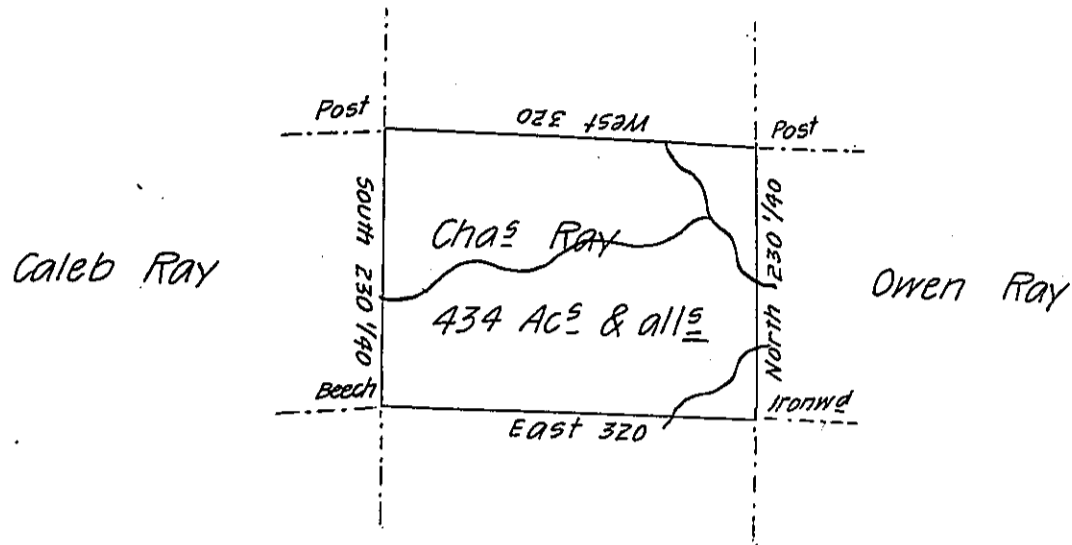 Post
West 320
Post
South 230 1/40
North 230 1/40
Chas Ray
Caleb Ray
Owen Ray
434 Acs & alls
Beech
Ironwd
East 320